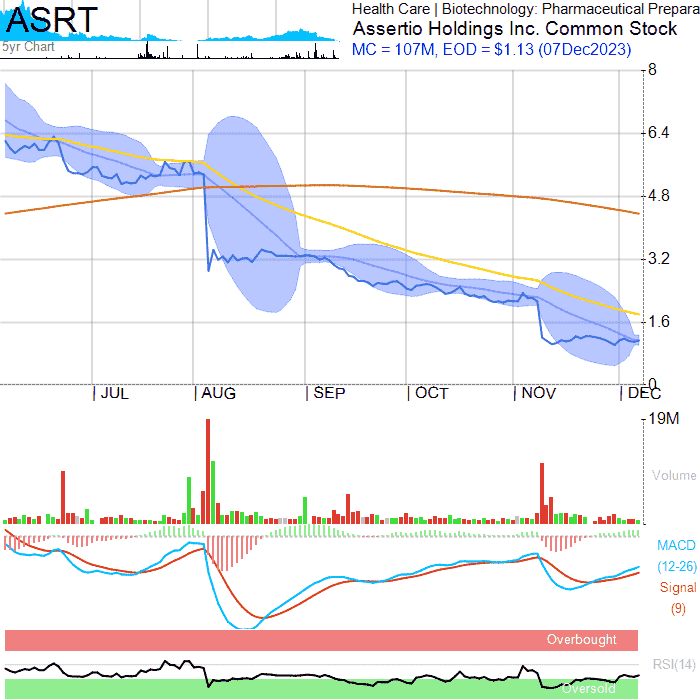 ASRT
Health Care | Biotechnology: Pharmaceutical Prepara
Assertio Holdings Inc. Common Stock
5yr Chart
MC = 107M, EOD = $1.13 (07Dec2023)
8
6.4
4.8
3.2
1.6
0
JUL AUG SEP OCT NOV DEC
19M
Volume
MACD
(12-26)
Signal
(9)
Overbought
RSI(14)
Oversold